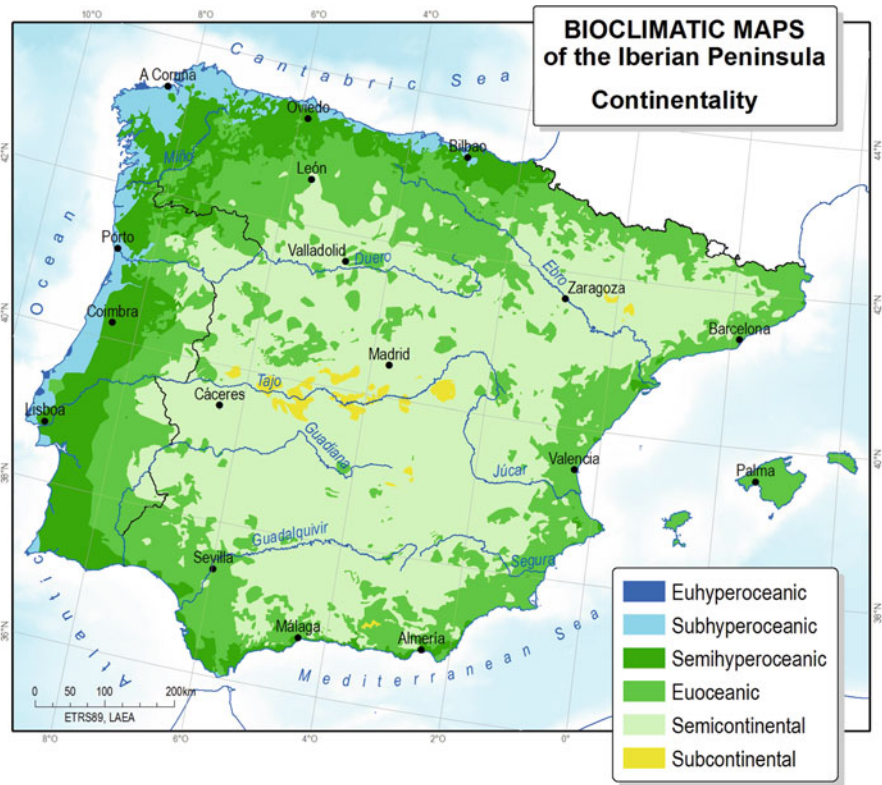 BIOCLIMATIC MAPS
of the Iberian Peninsula
Continentality
10°O
8°O
6°O
4°O
2°O
Cantabric Sea
A Coruña
Oviedo
Bilbao
44°N
42°N
Miño
León
Ocean
Porto
Valladolid
Duero
Ebro
Zaragoza
42°N
40°N
Coimbra
Barcelona
Madrid
Tajo
Cáceres
Lisboa
Guadiana
Valencia
Júcar
Palma
40°N
38°N
Guadalquivir
Segura
Sevilla
Málaga
Almería
Mediterranean Sea
Atlantic
38°N
36°N
0 50 100 200km
ETRS89, LAEA
8°O
6°O
4°O
2°O
0°
Euhyperoceanic
Subhyperoceanic
Semihyperoceanic
Euoceanic
Semicontinental
Subcontinental